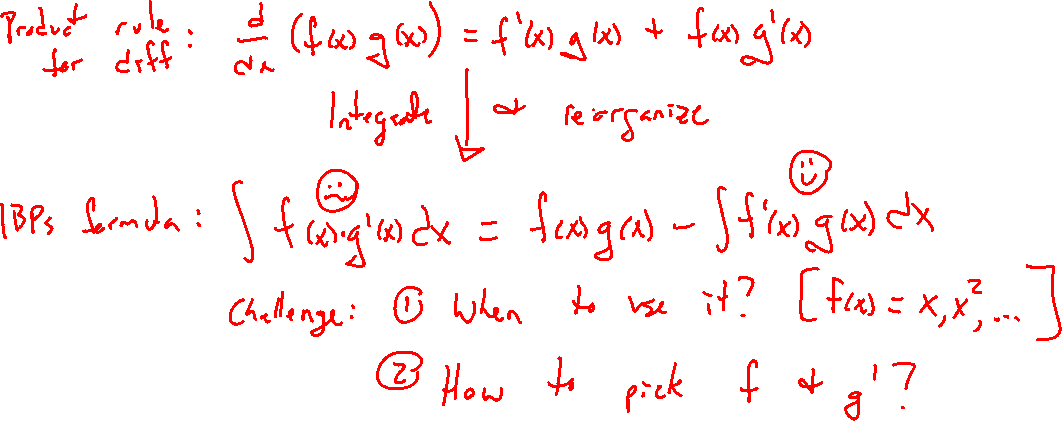 Product rule for diff: d/dx (f(x) g(x)) = f'(x) g(x) + f(x) g'(x)
Integrate & reorganize
IBPs formula: ∫ f(x)·g'(x) dx = f(x) g(x) - ∫ f'(x) g(x) dx
Challenge: ① When to use it? [f(x) = x, x², ...]
② How to pick f & g'?